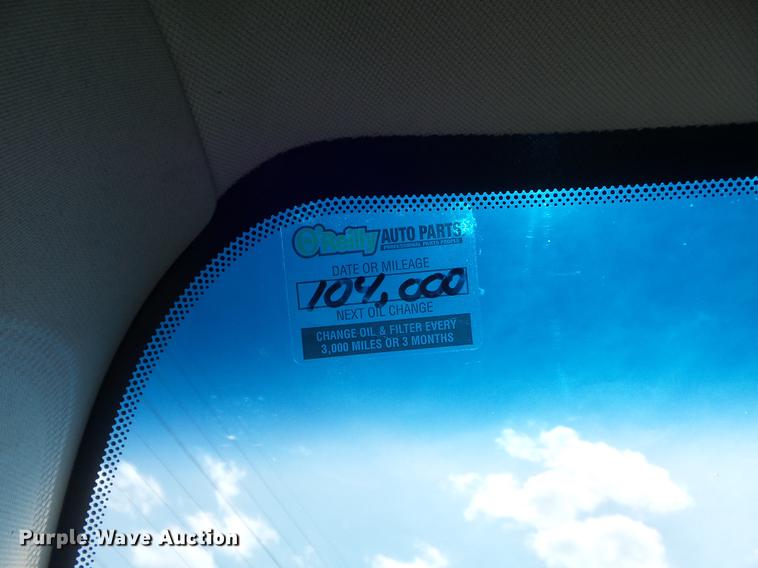 O'Reilly AUTO PARTS
PROFESSIONAL PARTS PEOPLE
DATE OR MILEAGE
104,000
NEXT OIL CHANGE
CHANGE OIL & FILTER EVERY
3,000 MILES OR 3 MONTHS
Purple Wave Auction